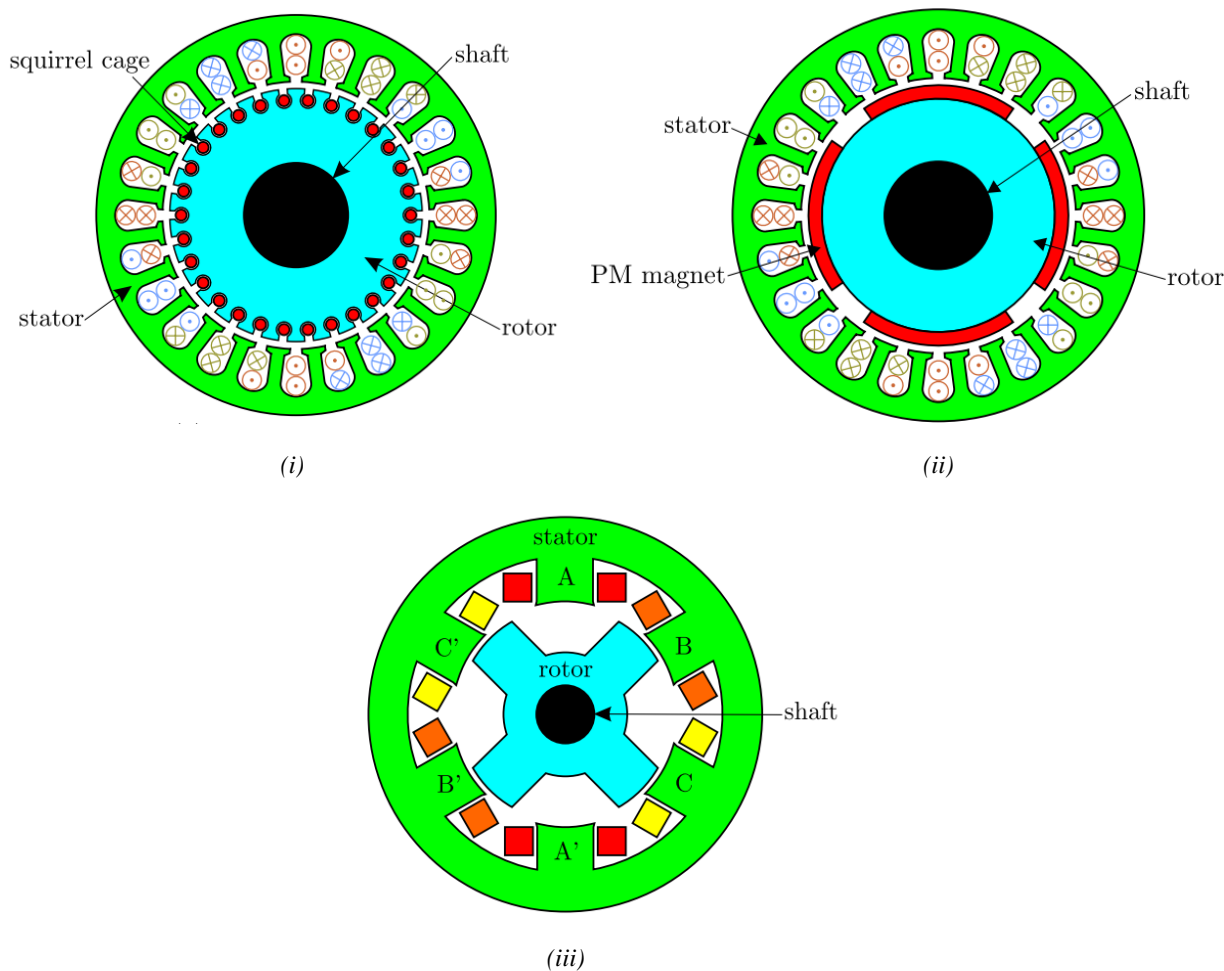 squirrel cage
shaft
stator
rotor
(i)
shaft
stator
PM magnet
rotor
(ii)
stator
A
B
C'
rotor
shaft
B'
C
A'
(iii)